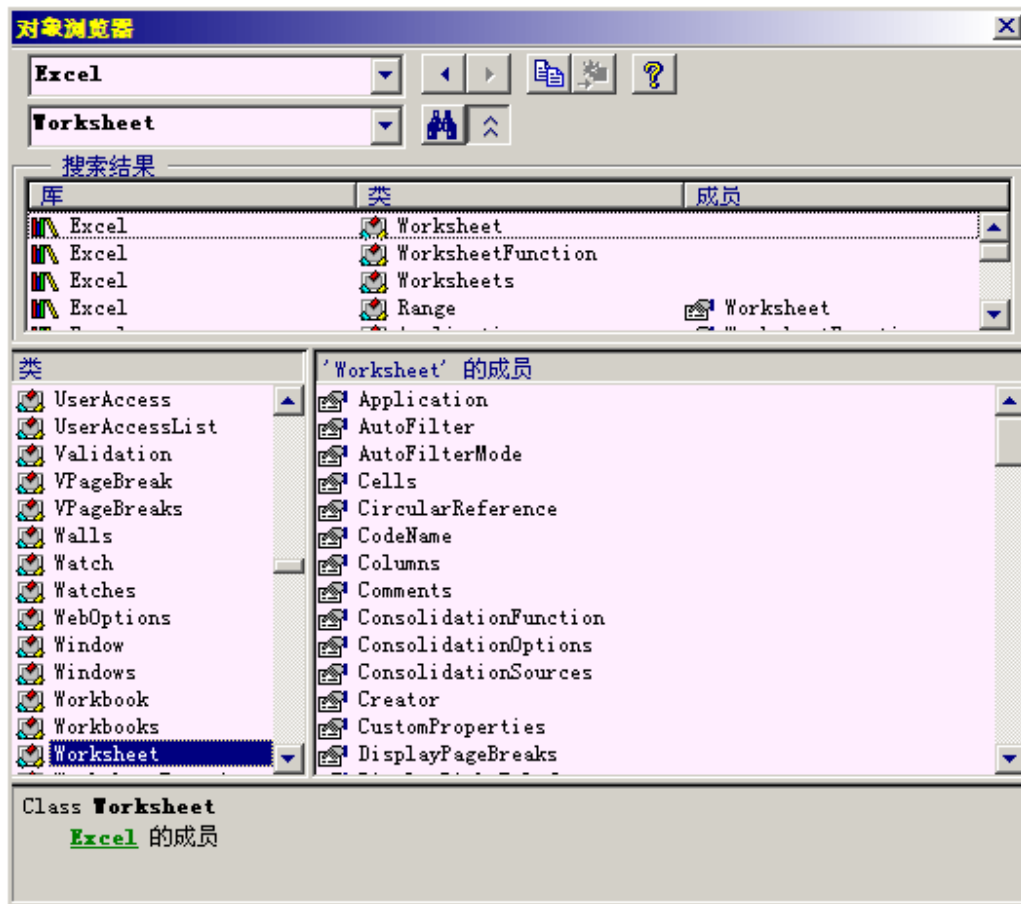 对象浏览器
Excel
Worksheet
搜索结果
库 类 成员
Excel Worksheet
Excel WorksheetFunction
Excel Worksheets
Excel Range Worksheet
类
UserAccess
UserAccessList
Validation
VPageBreak
VPageBreaks
Walls
Watch
Watches
WebOptions
Window
Windows
Workbook
Workbooks
Worksheet
'Worksheet' 的成员
Application
AutoFilter
AutoFilterMode
Cells
CircularReference
CodeName
Columns
Comments
ConsolidationFunction
ConsolidationOptions
ConsolidationSources
Creator
CustomProperties
DisplayPageBreaks
Class Worksheet
Excel 的成员